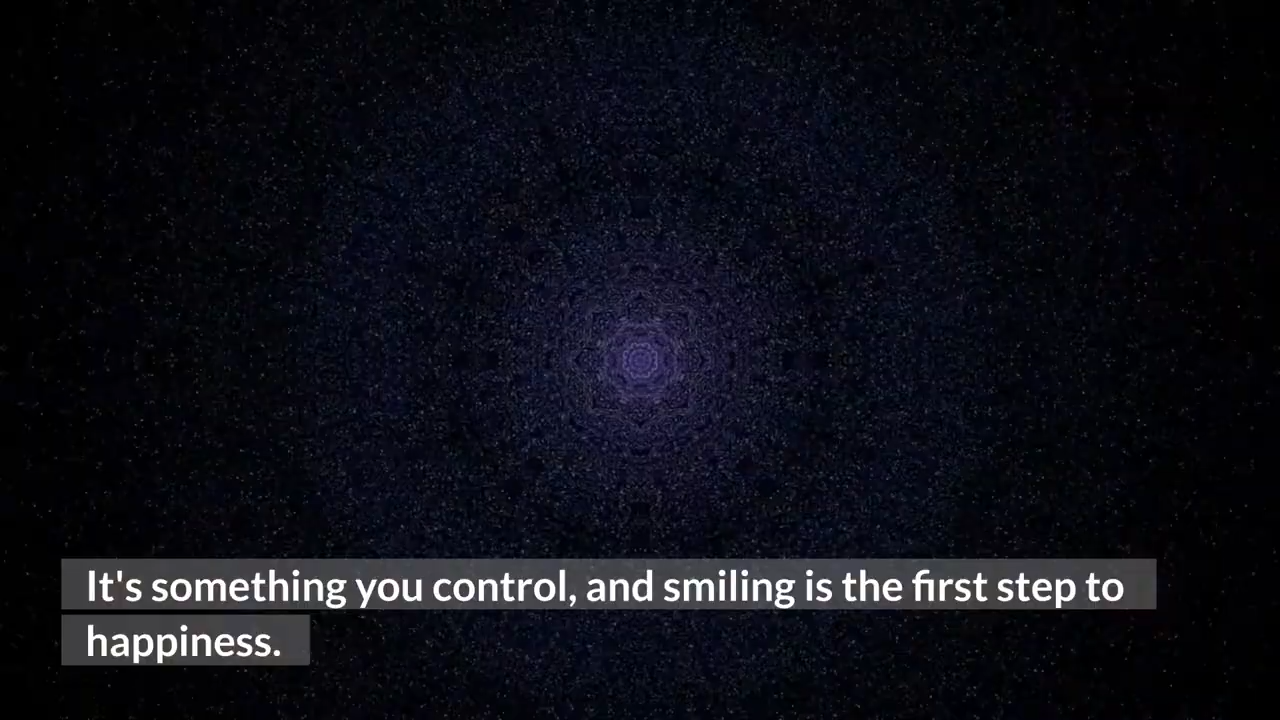 It's something you control, and smiling is the first step to
happiness.